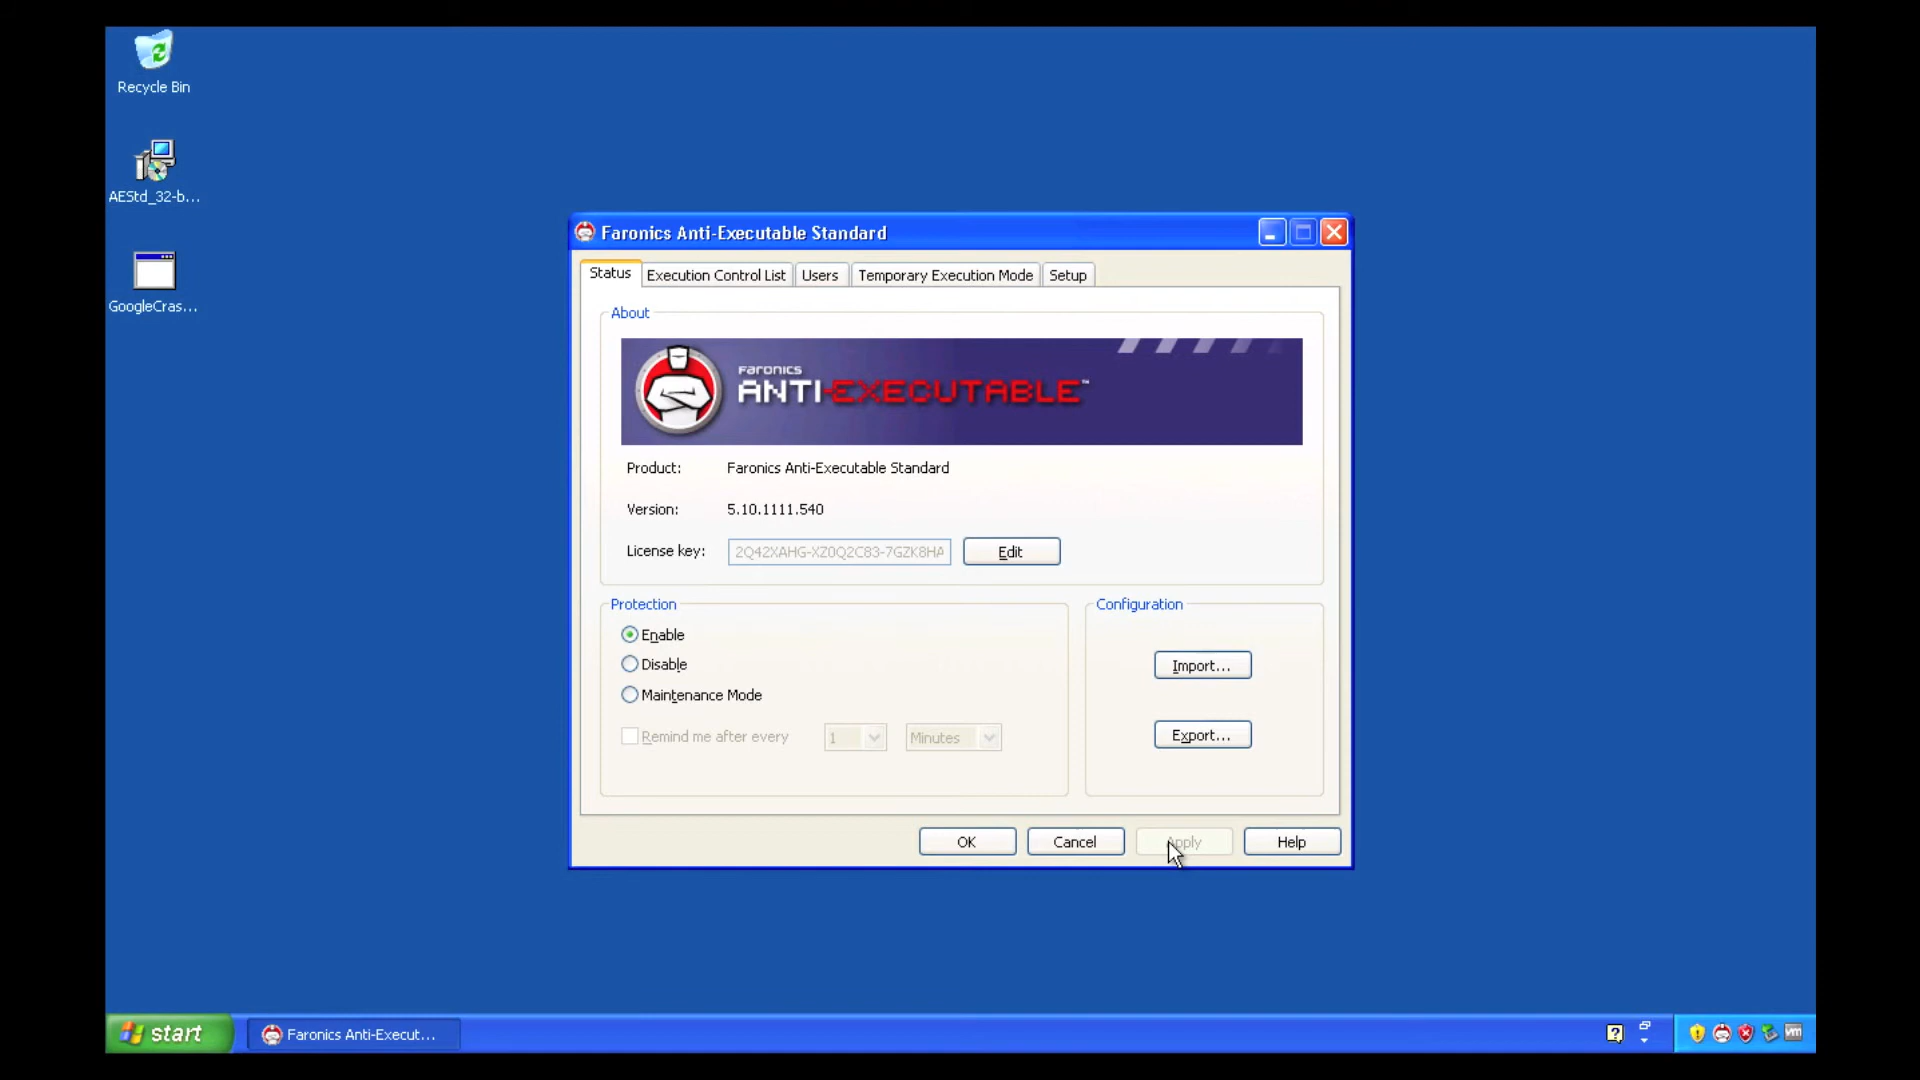 Recycle Bin
AEStd_32-b...
GoogleCras...
Faronics Anti-Executable Standard
Status
Execution Control List
Users
Temporary Execution Mode
Setup
About
FARONICS
ANTI-EXECUTABLE™
Product: Faronics Anti-Executable Standard
Version: 5.10.1111.540
License key: 2Q42XAHG-XZ0Q2C83-7GZK8HA
Edit
Protection
Enable
Disable
Maintenance Mode
Remind me after every 1 Minutes
Configuration
Import...
Export...
OK
Cancel
Apply
Help
start
Faronics Anti-Execut...
vm